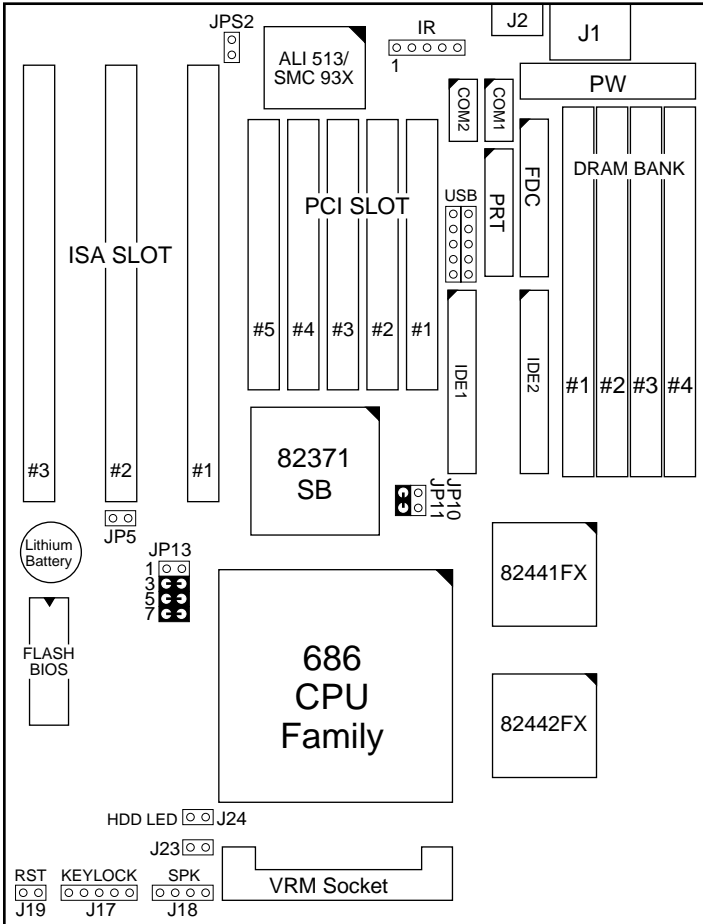 JPS2
IR
J2
J1
ALI 513/
SMC 93X
1
COM2
COM1
PW
FDC
DRAM BANK
PRT
USB
PCI SLOT
ISA SLOT
#5
#4
#3
#2
#1
IDE1
IDE2
#1
#2
#3
#4
#3
#2
#1
82371
SB
JP10
JP11
JP5
Lithium
Battery
JP13
1
3
5
7
82441FX
FLASH
BIOS
686
CPU
Family
82442FX
HDD LED
J24
J23
RST
KEYLOCK
SPK
VRM Socket
J19
J17
J18